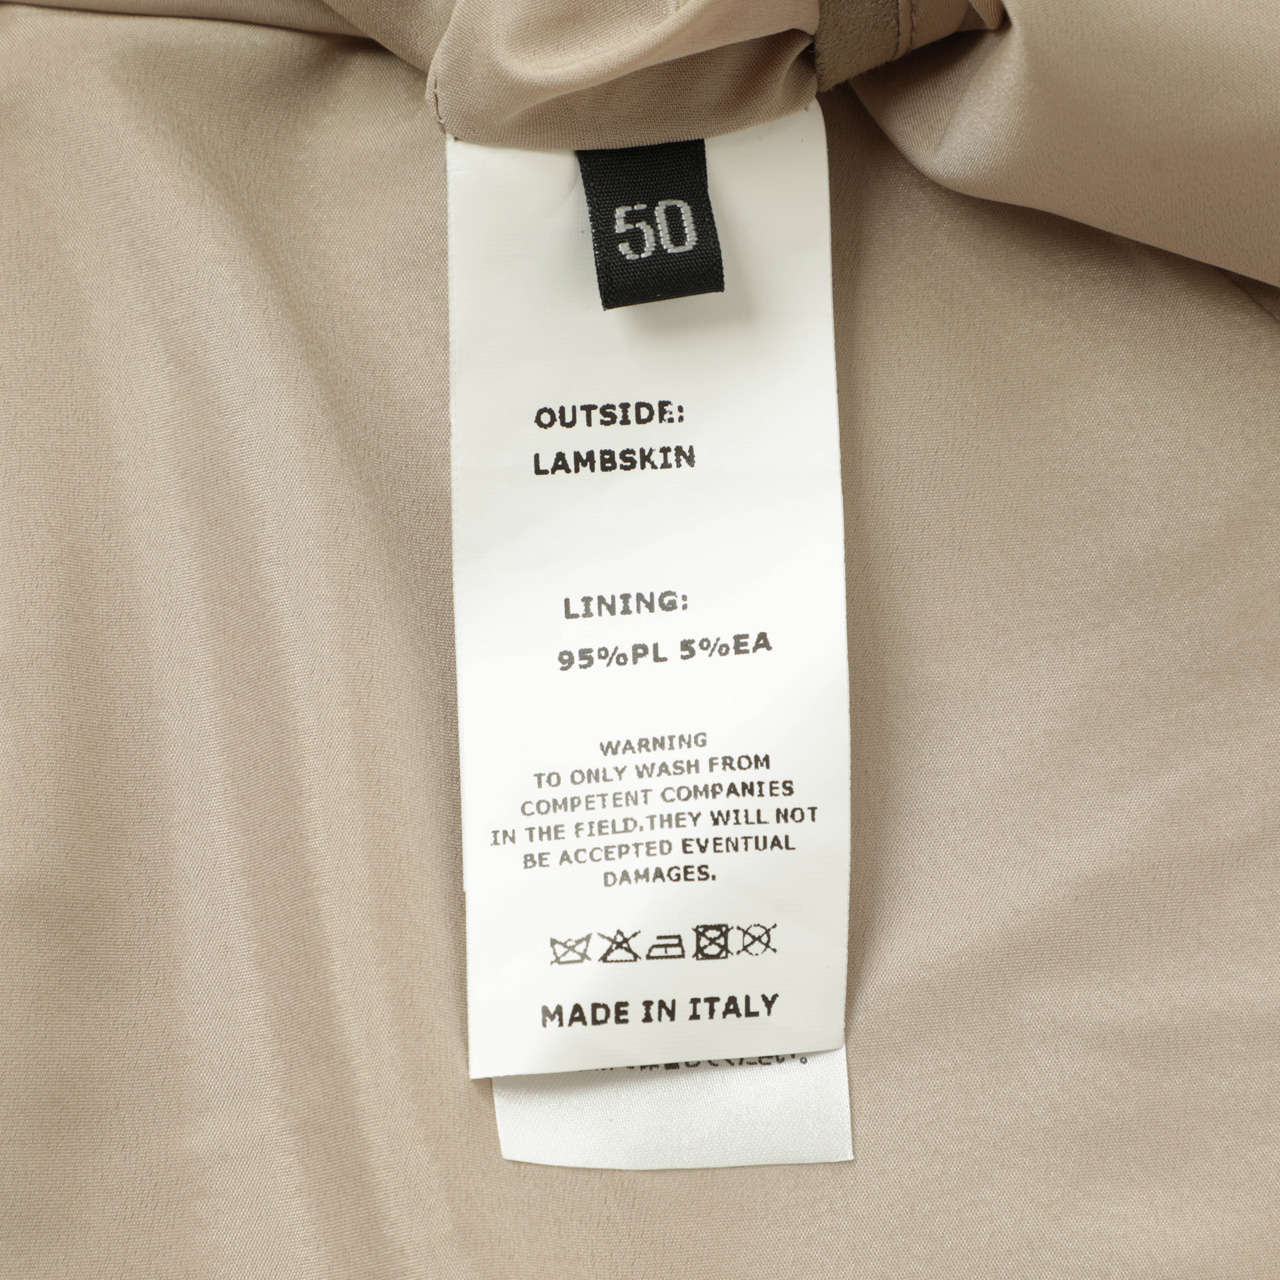 50
OUTSIDE:
LAMBSKIN
LINING:
95%PL 5%EA
WARNING
TO ONLY WASH FROM
COMPETENT COMPANIES
IN THE FIELD.THEY WILL NOT
BE ACCEPTED EVENTUAL
DAMAGES.
MADE IN ITALY